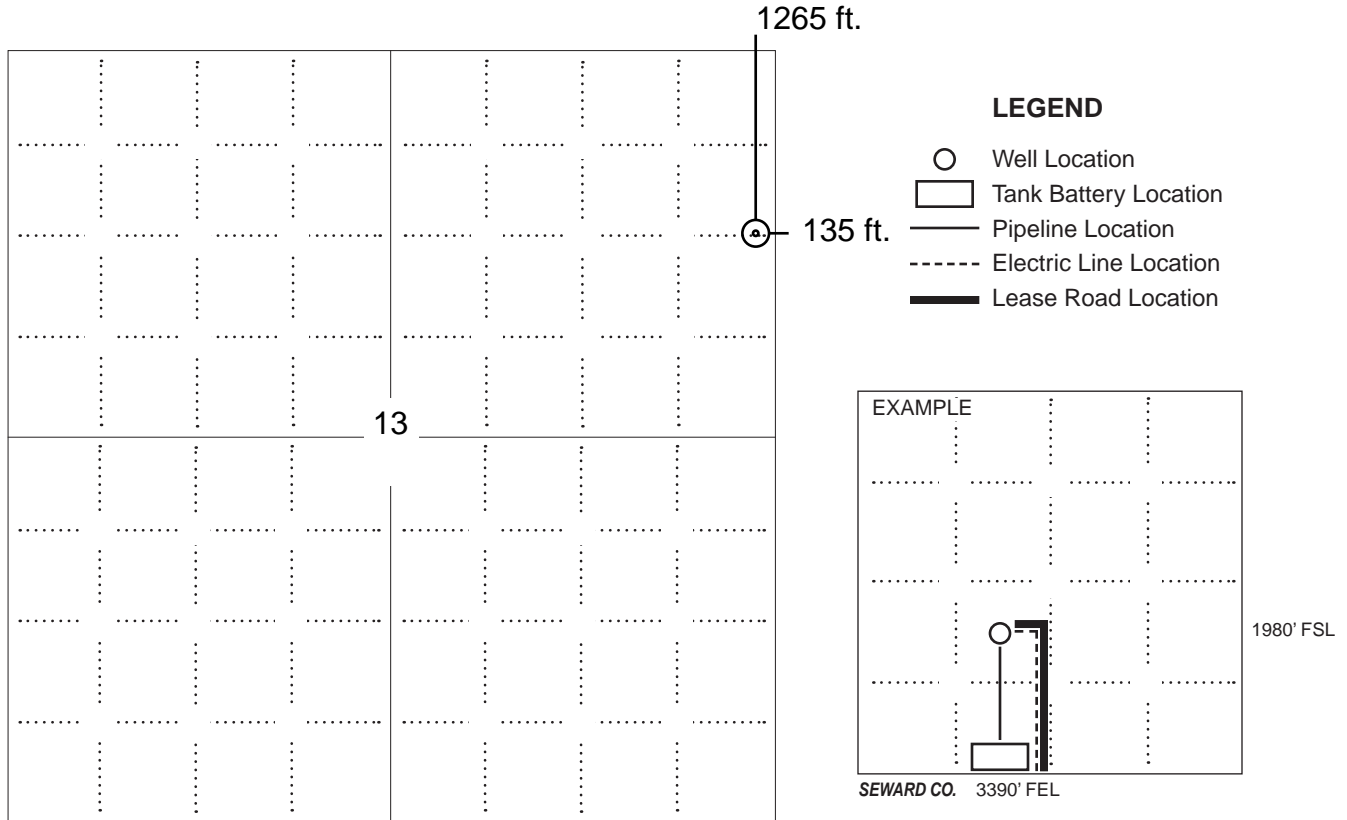 1265 ft.
LEGEND
Well Location
Tank Battery Location
135 ft.
Pipeline Location
Electric Line Location
Lease Road Location
13
EXAMPLE
1980’ FSL
SEWARD CO. 3390’ FEL